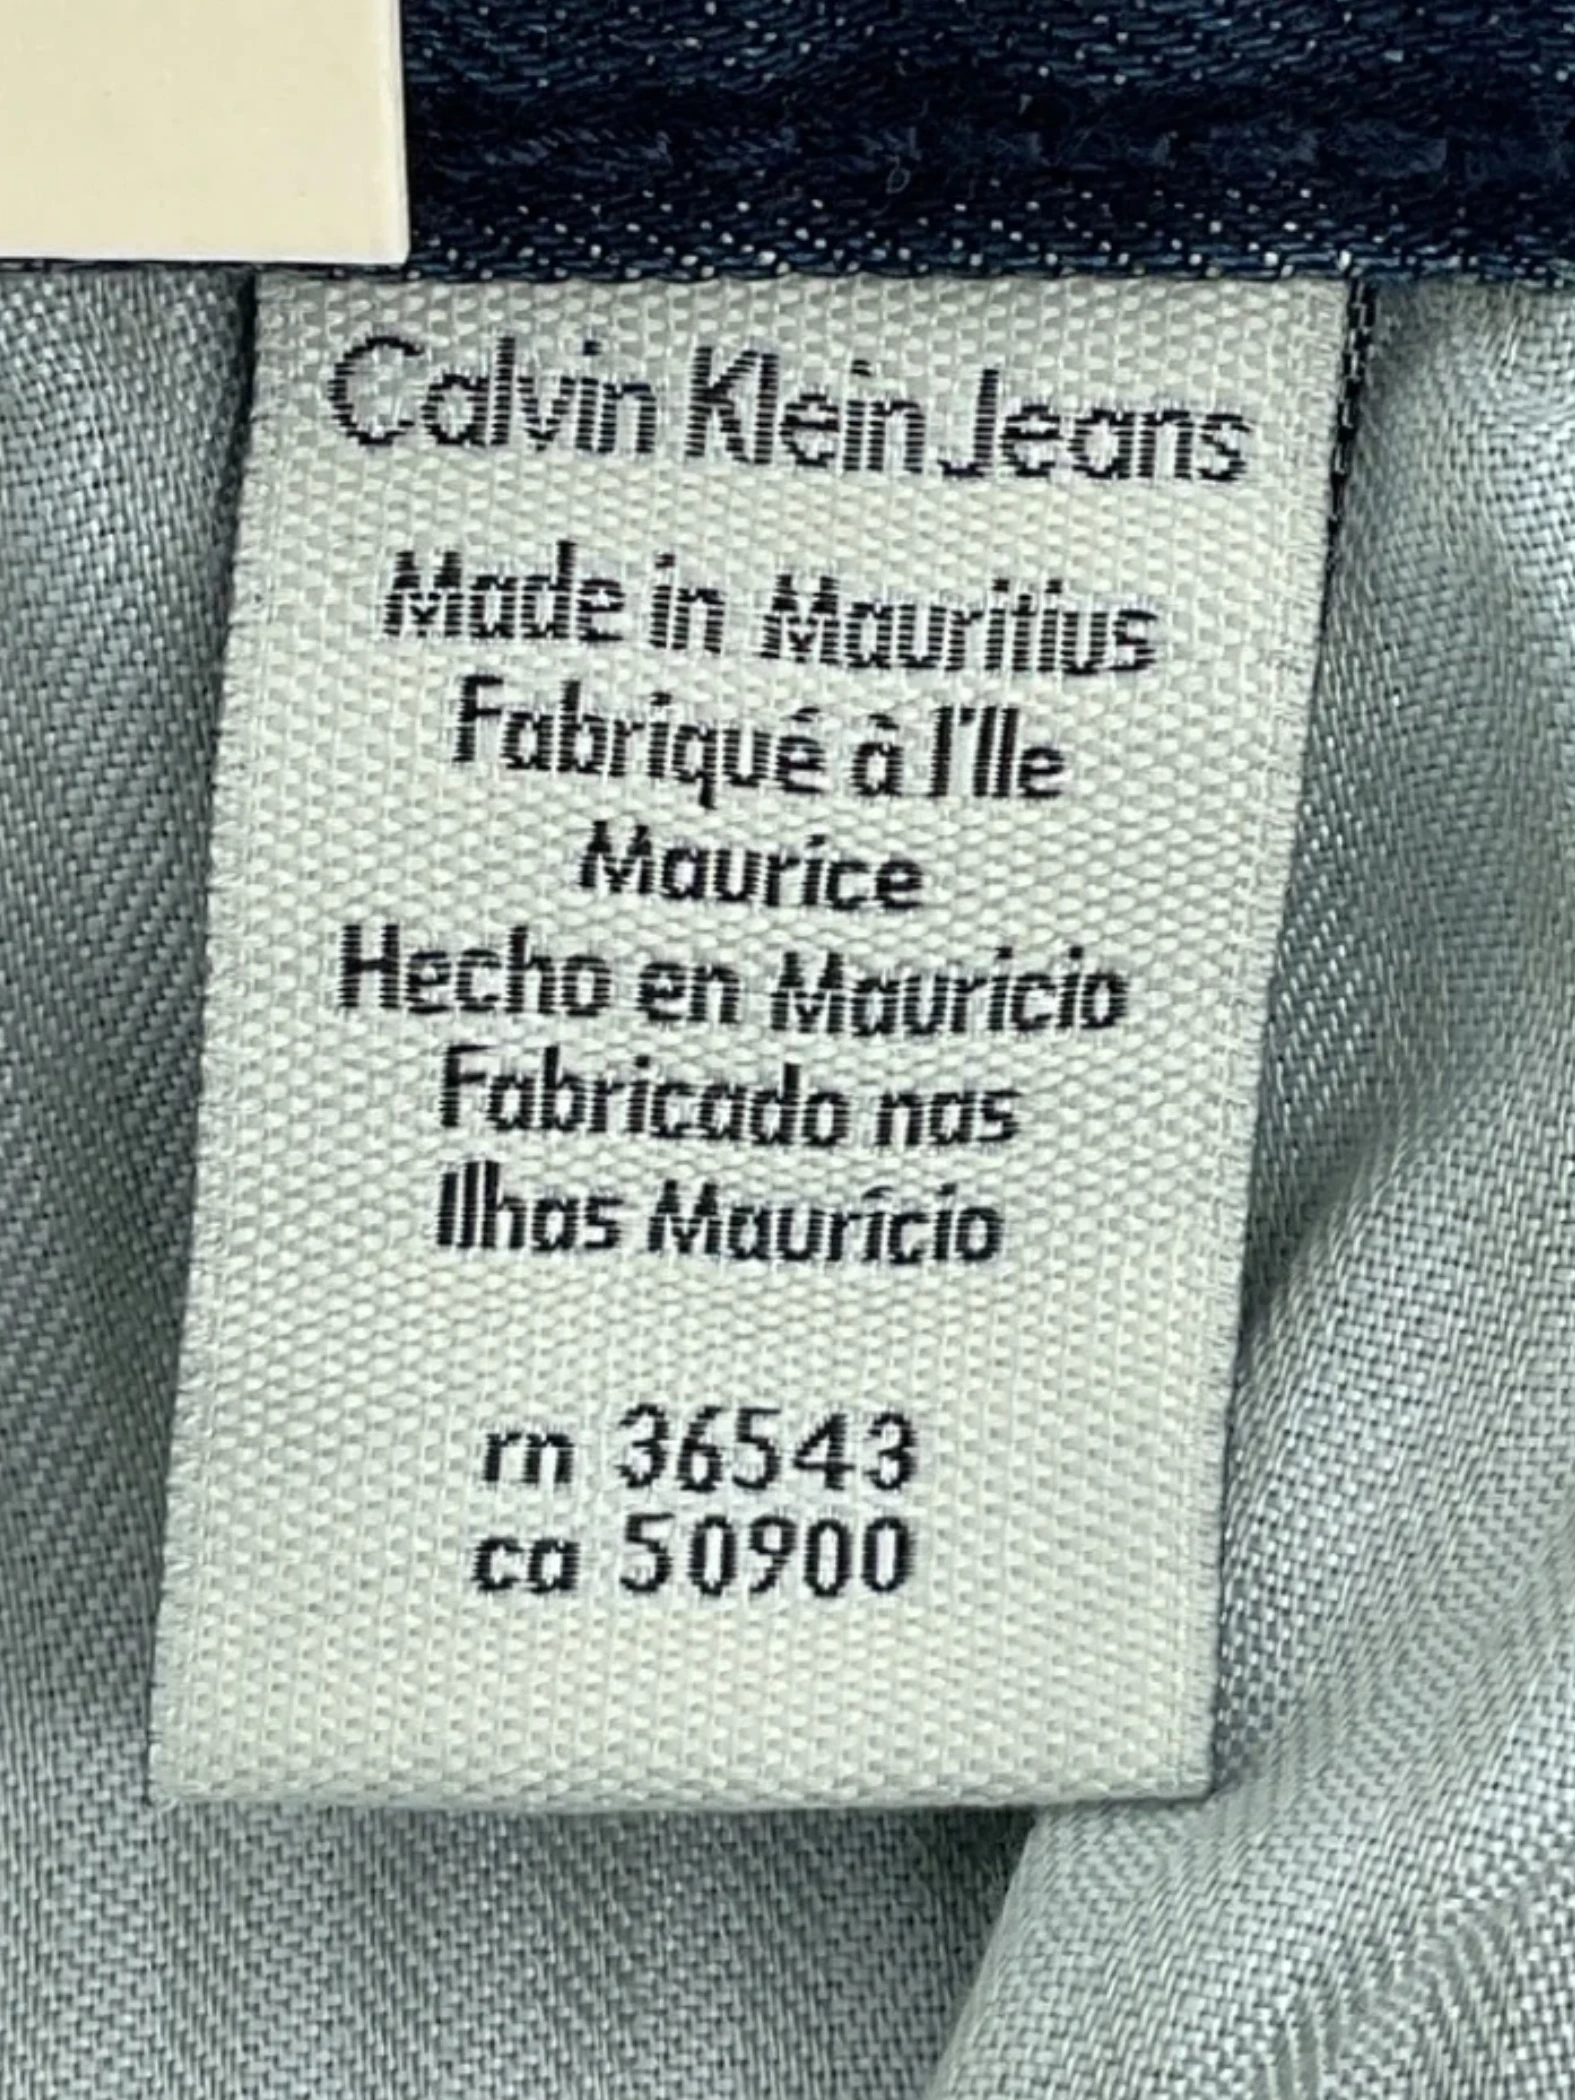 Calvin Klein Jeans
Made in Mauritius
Fabriqué à l'Ile
Maurice
Hecho en Mauricio
Fabricado nas
Ilhas Maurício
rn 36543
ca 50900